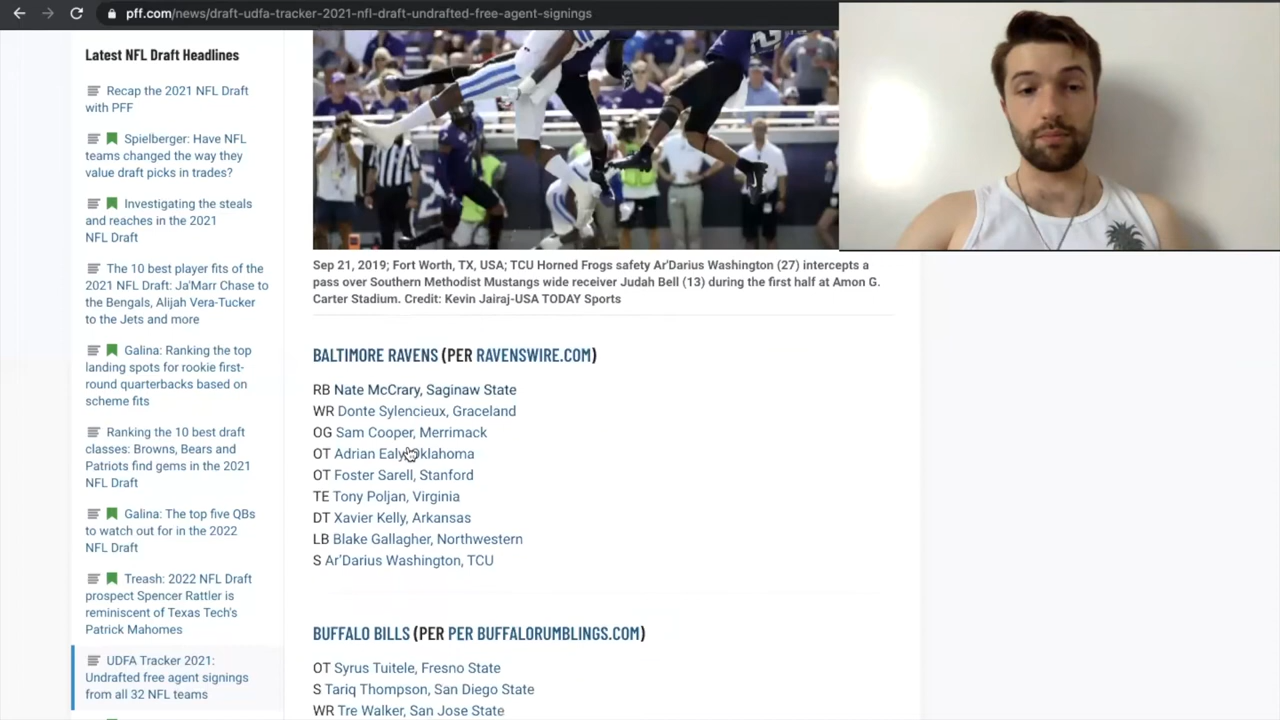 pff.com/news/draft-udfa-tracker-2021-nfl-draft-undrafted-free-agent-signings
Latest NFL Draft Headlines
Recap the 2021 NFL Draft
with PFF
Spielberger: Have NFL
teams changed the way they
value draft picks in trades?
Investigating the steals
and reaches in the 2021
NFL Draft
The 10 best player fits of the
2021 NFL Draft: Ja'Marr Chase to
the Bengals, Alijah Vera-Tucker
to the Jets and more
Galina: Ranking the top
landing spots for rookie first-
round quarterbacks based on
scheme fits
Ranking the 10 best draft
classes: Browns, Bears and
Patriots find gems in the 2021
NFL Draft
Galina: The top five QBs
to watch out for in the 2022
NFL Draft
Treash: 2022 NFL Draft
prospect Spencer Rattler is
reminiscent of Texas Tech's
Patrick Mahomes
UDFA Tracker 2021:
Undrafted free agent signings
from all 32 NFL teams
Sep 21, 2019; Fort Worth, TX, USA; TCU Horned Frogs safety Ar'Darius Washington (27) intercepts a
pass over Southern Methodist Mustangs wide receiver Judah Bell (13) during the first half at Amon G.
Carter Stadium. Credit: Kevin Jairaj-USA TODAY Sports
BALTIMORE RAVENS (PER RAVENSWIRE.COM)
RB Nate McCrary, Saginaw State
WR Donte Sylencieux, Graceland
OG Sam Cooper, Merrimack
OT Adrian Ealy, Oklahoma
OT Foster Sarell, Stanford
TE Tony Poljan, Virginia
DT Xavier Kelly, Arkansas
LB Blake Gallagher, Northwestern
S Ar'Darius Washington, TCU
BUFFALO BILLS (PER PER BUFFALORUMBLINGS.COM)
OT Syrus Tuitele, Fresno State
S Tariq Thompson, San Diego State
WR Tre Walker, San Jose State